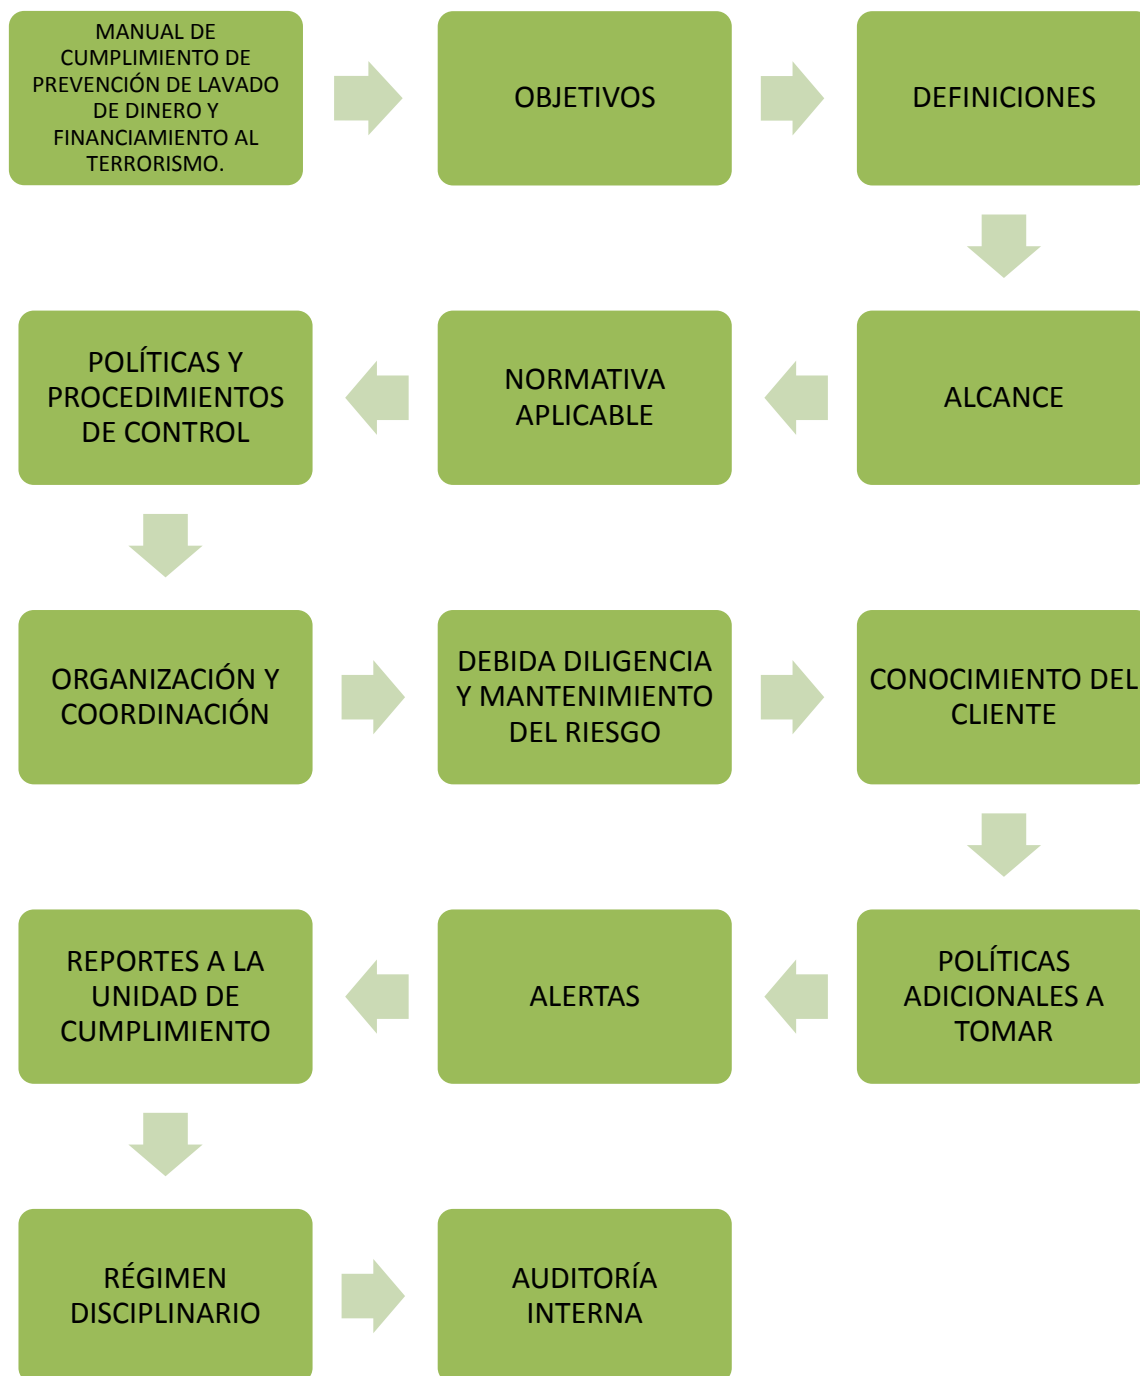 MANUAL DE
CUMPLIMIENTO DE
PREVENCIÓN DE LAVADO
DE DINERO Y
FINANCIAMIENTO AL
TERRORISMO.
OBJETIVOS
DEFINICIONES
ALCANCE
NORMATIVA
APLICABLE
POLÍTICAS Y
PROCEDIMIENTOS
DE CONTROL
ORGANIZACIÓN Y
COORDINACIÓN
DEBIDA DILIGENCIA
Y MANTENIMIENTO
DEL RIESGO
CONOCIMIENTO DEL
CLIENTE
POLÍTICAS
ADICIONALES A
TOMAR
ALERTAS
REPORTES A LA
UNIDAD DE
CUMPLIMIENTO
RÉGIMEN
DISCIPLINARIO
AUDITORÍA
INTERNA